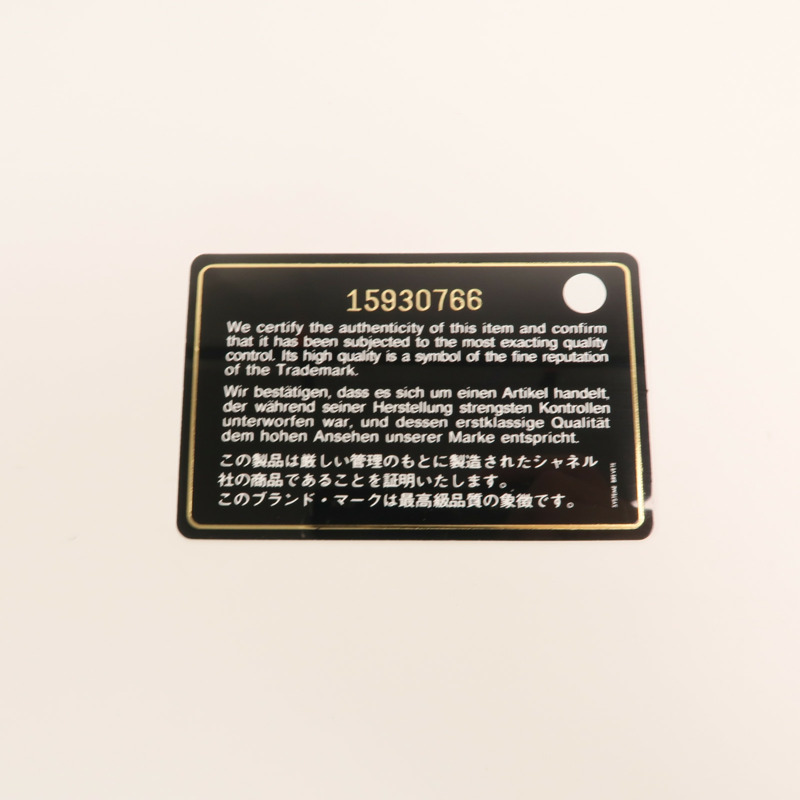 15930766
We certify the authenticity of this item and confirm
that it has been subjected to the most exacting quality
control. Its high quality is a symbol of the fine reputation
of the Trademark.
Wir bestätigen, dass es sich um einen Artikel handelt,
der während seiner Herstellung strengsten Kontrollen
unterworfen war, und dessen erstklassige Qualität
dem hohen Ansehen unserer Marke entspricht.
この製品は厳しい管理のもとに製造されたシャネル
社の商品であることを証明いたします。
このブランド・マークは最高級品質の象徴です。
SYSTEME BREVETE